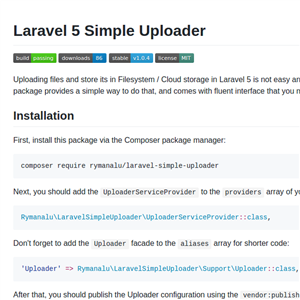 Laravel 5 Simple Uploader
build passing downloads 86 stable v1.0.4 license MIT
Uploading files and store its in Filesystem / Cloud storage in Laravel 5 is not easy an
package provides a simple way to do that, and comes with fluent interface that you
Installation
First, install this package via the Composer package manager:
composer require rymanalu/laravel-simple-uploader
Next, you should add the UploaderServiceProvider to the providers array of
Rymanalu\LaravelSimpleUploader\UploaderServiceProvider::class,
Don't forget to add the Uploader facade to the aliases array for shorter code:
'Uploader' => Rymanalu\LaravelSimpleUploader\Support\Uploader::class,
After that, you should publish the Uploader configuration using the vendor:publish